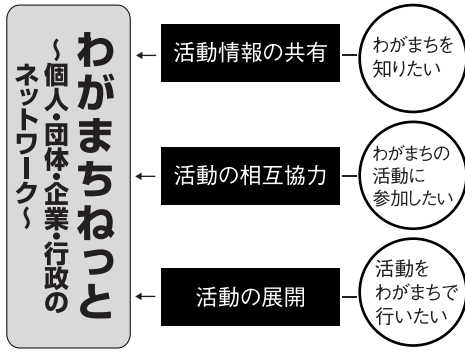 わがまちねっと
～個人・団体・企業・行政の
ネットワーク～
活動情報の共有
わがまちを
知りたい
活動の相互協力
わがまちの
活動に
参加したい
活動の展開
活動を
わがまちで
行いたい